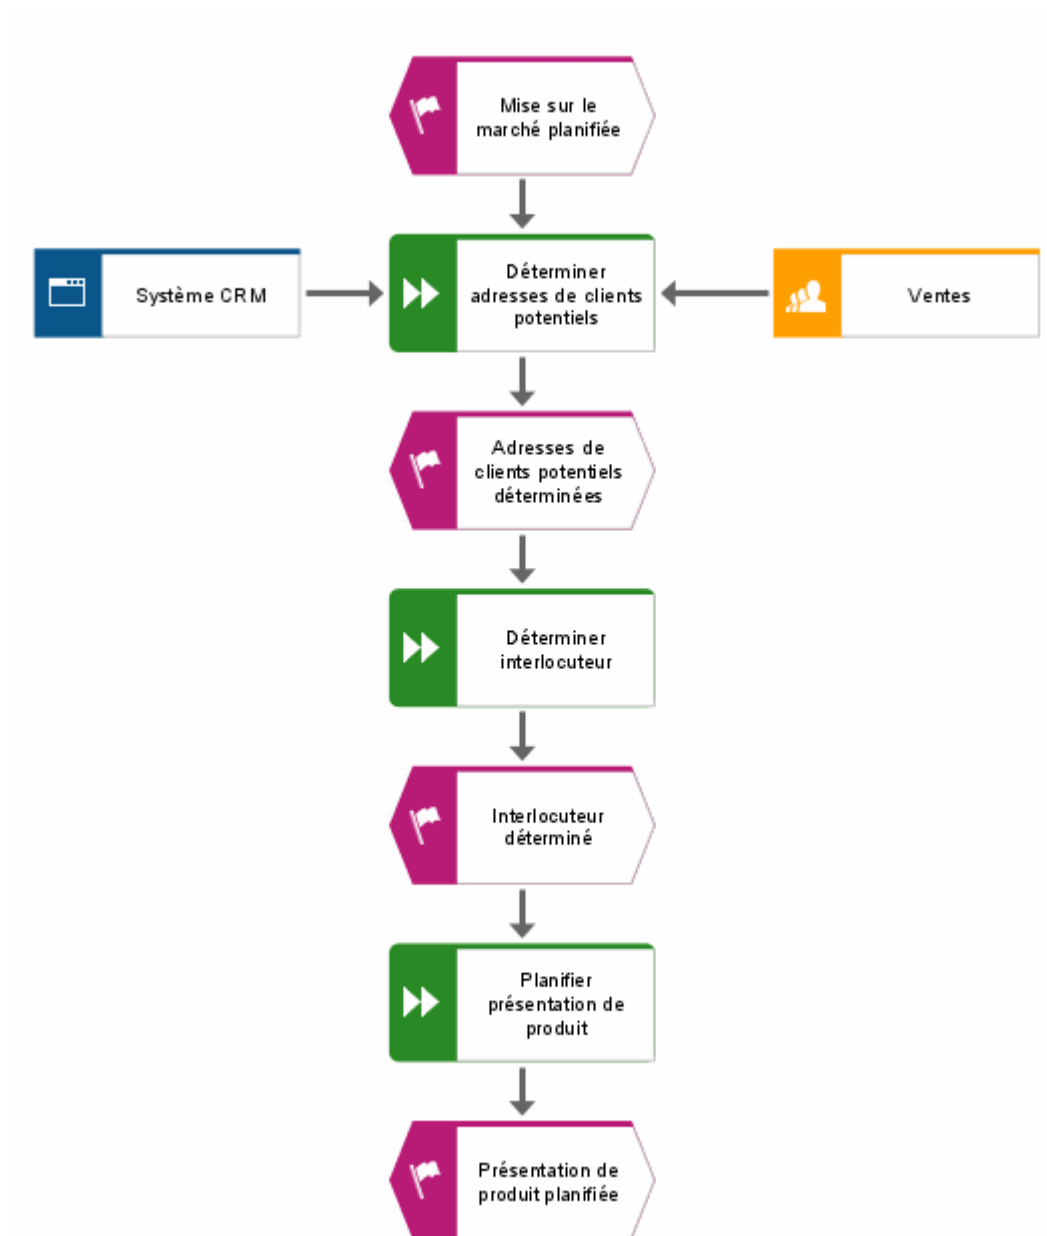 Mise sur le
marché planifiée
Déterminer
adresses de clients
potentiels
Système CRM
Ventes
Adresses de
clients potentiels
déterminées
Déterminer
interlocuteur
Interlocuteur
déterminé
Planifier
présentation de
produit
Présentation de
produit planifiée